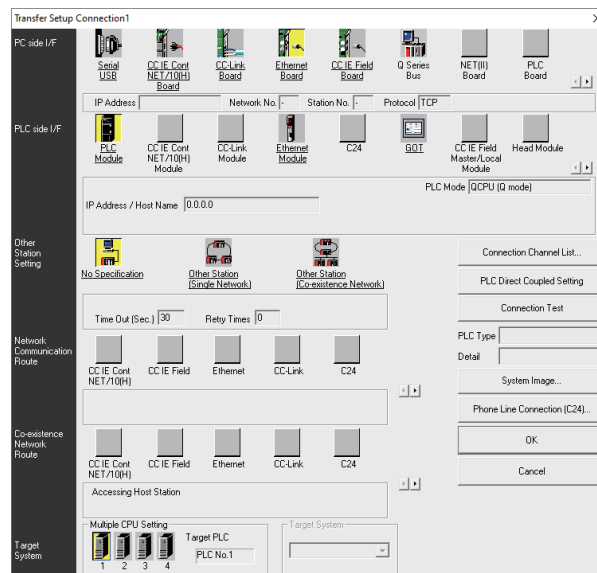 Transfer Setup Connection1
PC side I/F
Serial USB
CC IE Cont NET/10(H) Board
CC-Link Board
Ethernet Board
CC IE Field Board
Q Series Bus
NET(II) Board
PLC Board
IP Address
Network No. -
Station No. -
Protocol TCP
PLC side I/F
PLC Module
CC IE Cont NET/10(H) Module
CC-Link Module
Ethernet Module
C24
GOT
CC IE Field Master/Local Module
Head Module
PLC Mode QCPU (Q mode)
IP Address / Host Name 0.0.0.0
Other Station Setting
No Specification
Other Station (Single Network)
Other Station (Co-existence Network)
Time Out (Sec.) 30
Retry Times 0
Connection Channel List...
PLC Direct Coupled Setting
Connection Test
PLC Type
Detail
System Image...
Phone Line Connection (C24)...
OK
Cancel
Network Communication Route
CC IE Cont NET/10(H)
CC IE Field
Ethernet
CC-Link
C24
Co-existence Network Route
CC IE Cont NET/10(H)
CC IE Field
Ethernet
CC-Link
C24
Accessing Host Station
Target System
Multiple CPU Setting
1 2 3 4
Target PLC
PLC No.1
Target System